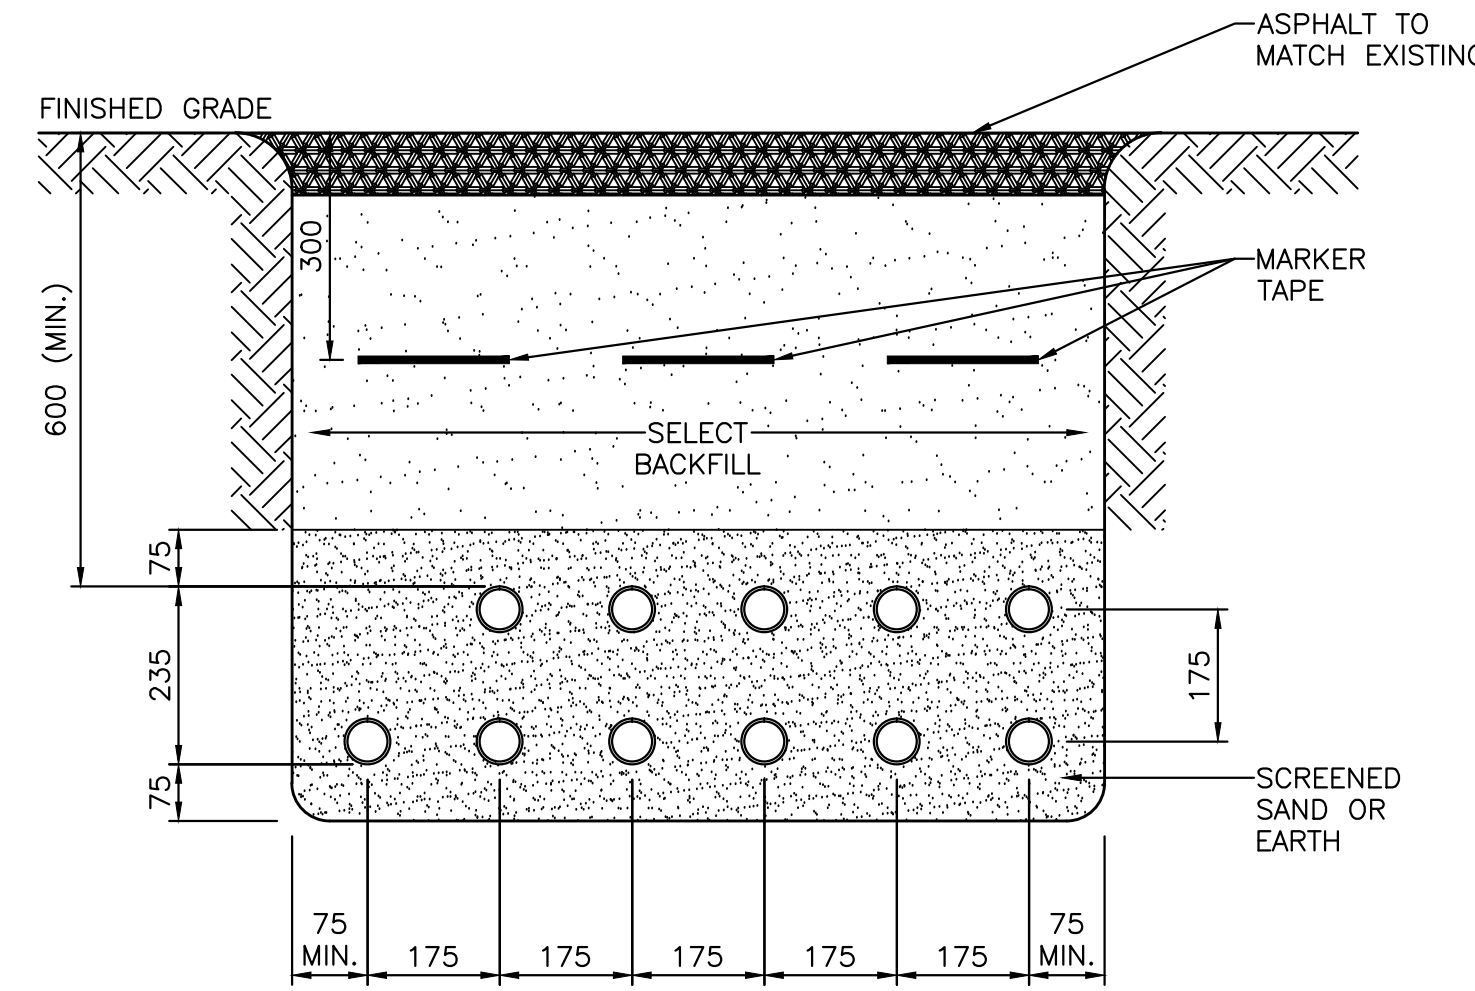 ASPHALT TO
MATCH EXISTING
FINISHED GRADE
300
MARKER
TAPE
600 (MIN.)
SELECT
BACKFILL
75
235
175
75
SCREENED
SAND OR
EARTH
75
MIN.
175
175
175
175
175
75
MIN.